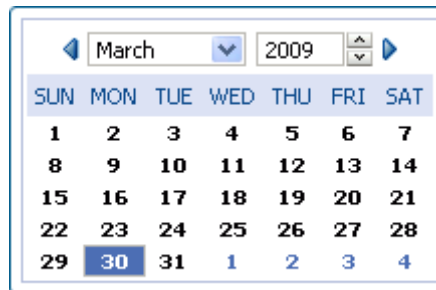 March 2009
SUN MON TUE WED THU FRI SAT
1 2 3 4 5 6 7
8 9 10 11 12 13 14
15 16 17 18 19 20 21
22 23 24 25 26 27 28
29 30 31 1 2 3 4